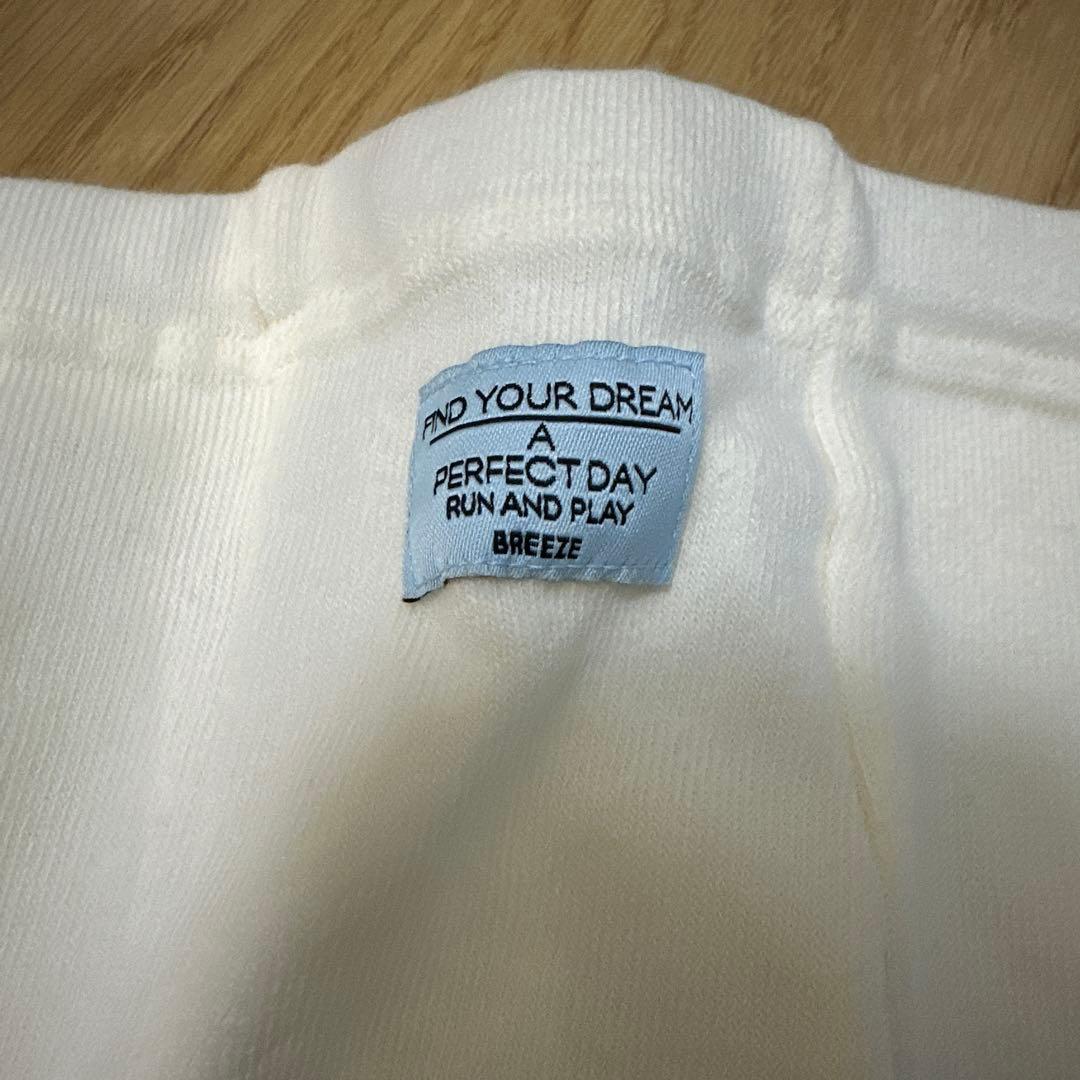 FIND YOUR DREAM
A
PERFECT DAY
RUN AND PLAY
BREEZE